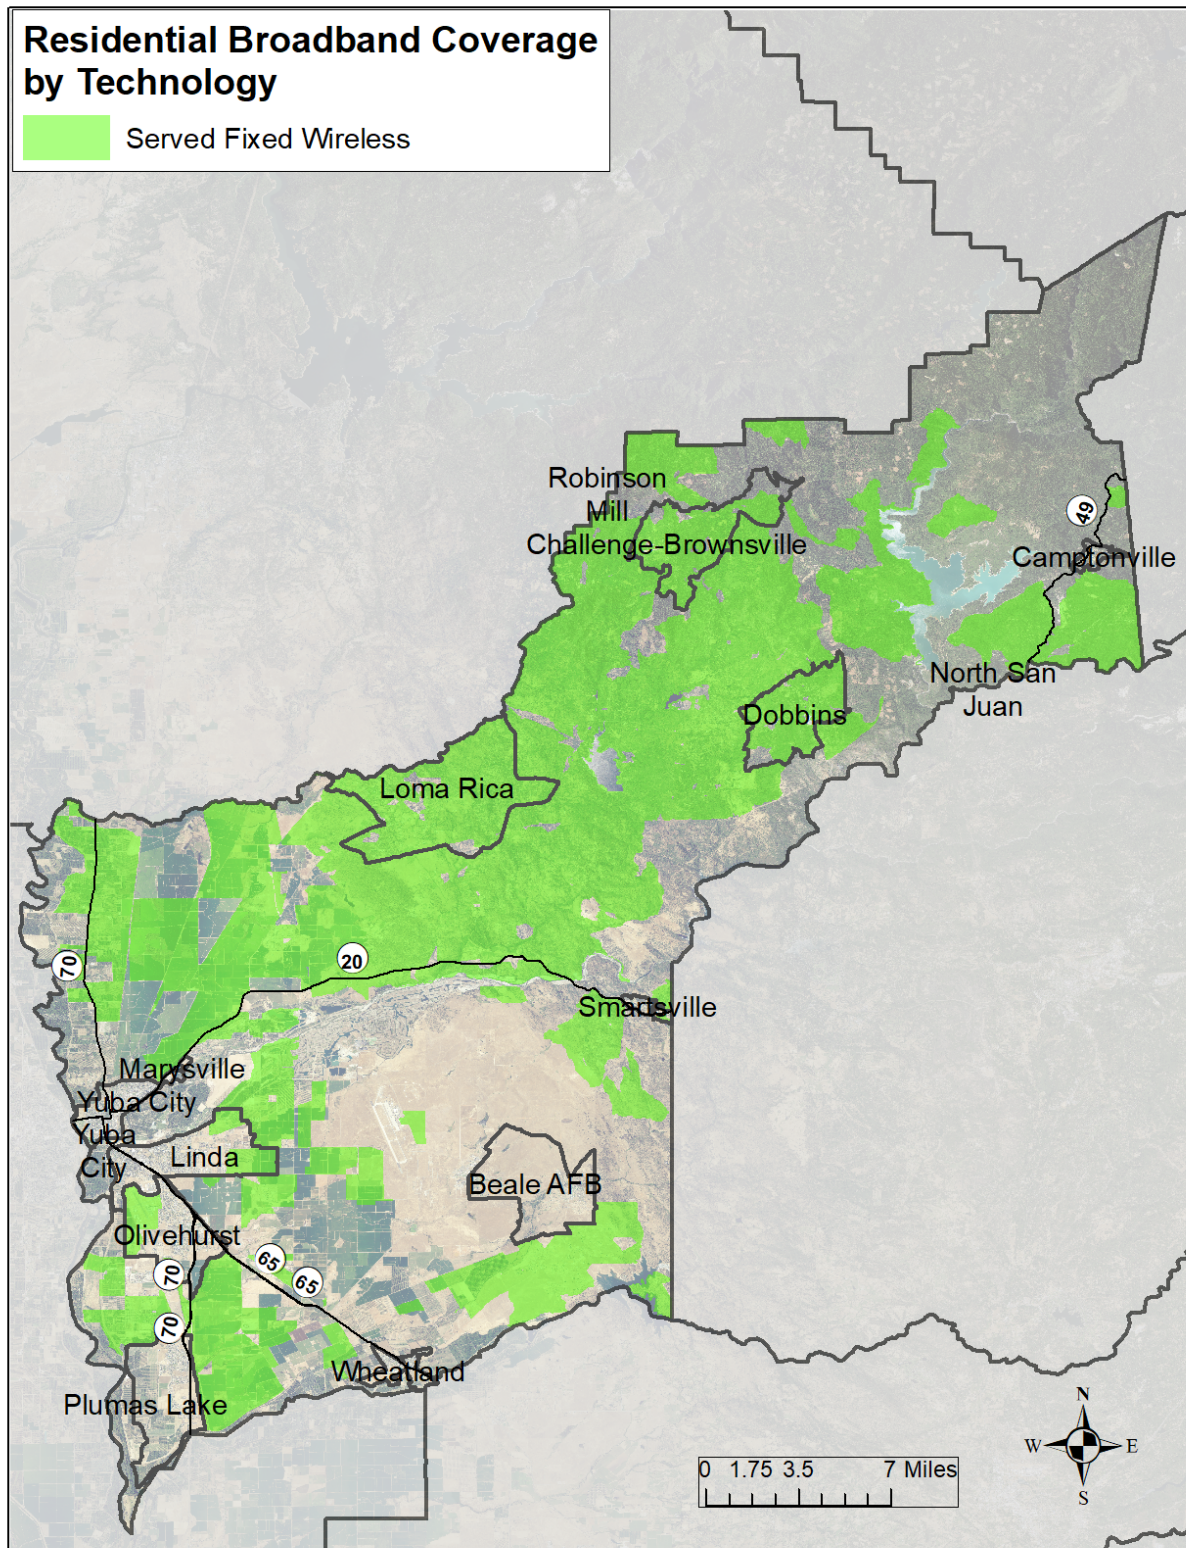 Residential Broadband Coverage
by Technology
Served Fixed Wireless
Robinson
Mill
Challenge-Brownsville
49
Camptonville
North San
Juan
Dobbins
Loma Rica
70
20
Smartsville
Marysville
Yuba City
Yuba
City
Linda
Beale AFB
Olivehurst
65
65
70
70
Wheatland
Plumas Lake
N
W
E
S
0 1.75 3.5 7 Miles